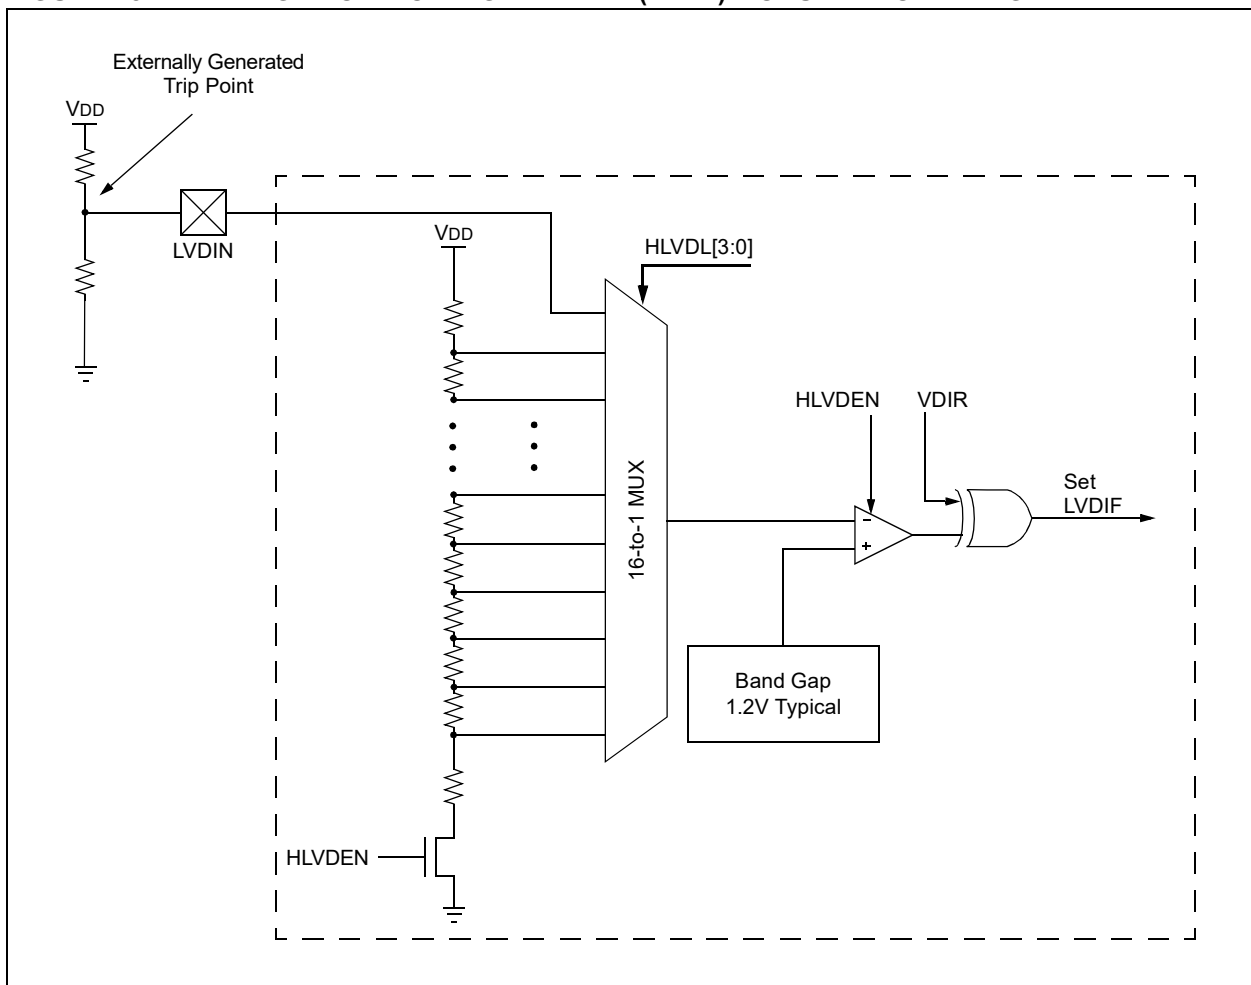 Externally Generated
Trip Point
VDD
LVDIN
VDD
HLVDL[3:0]
16-to-1 MUX
HLVDEN
VDIR
–
+
Set
LVDIF
Band Gap
1.2V Typical
HLVDEN